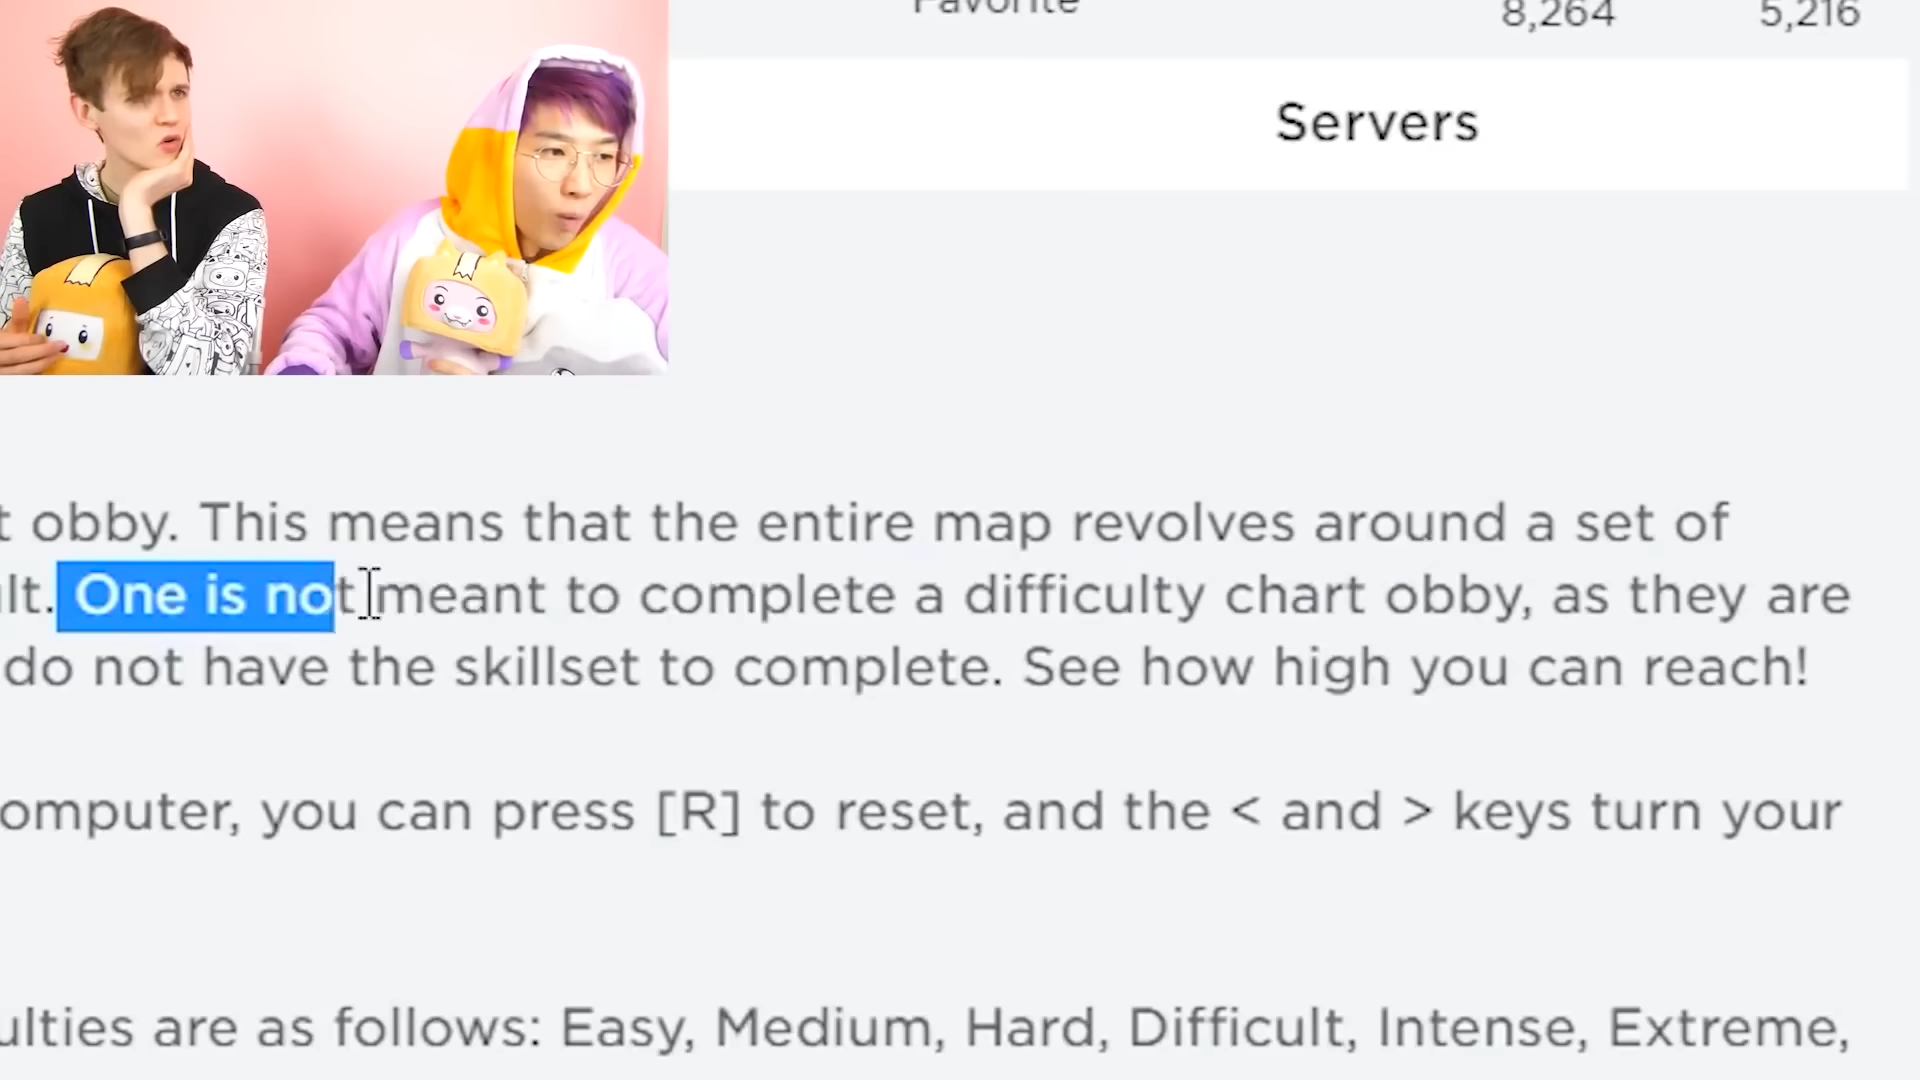 Favorite
8,264 5,216
Servers
t obby. This means that the entire map revolves around a set of
lt. One is not meant to complete a difficulty chart obby, as they are
do not have the skillset to complete. See how high you can reach!
omputer, you can press [R] to reset, and the < and > keys turn your
ulties are as follows: Easy, Medium, Hard, Difficult, Intense, Extreme,